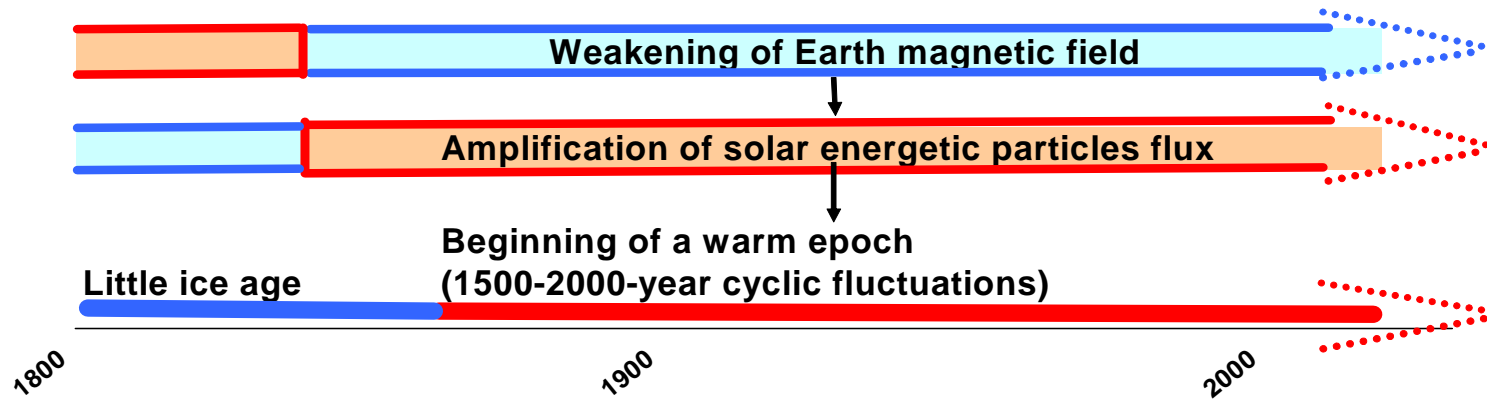 Weakening of Earth magnetic field
Amplification of solar energetic particles flux
Beginning of a warm epoch
Little ice age (1500-2000-year cyclic fluctuations)
1800 1900 2000